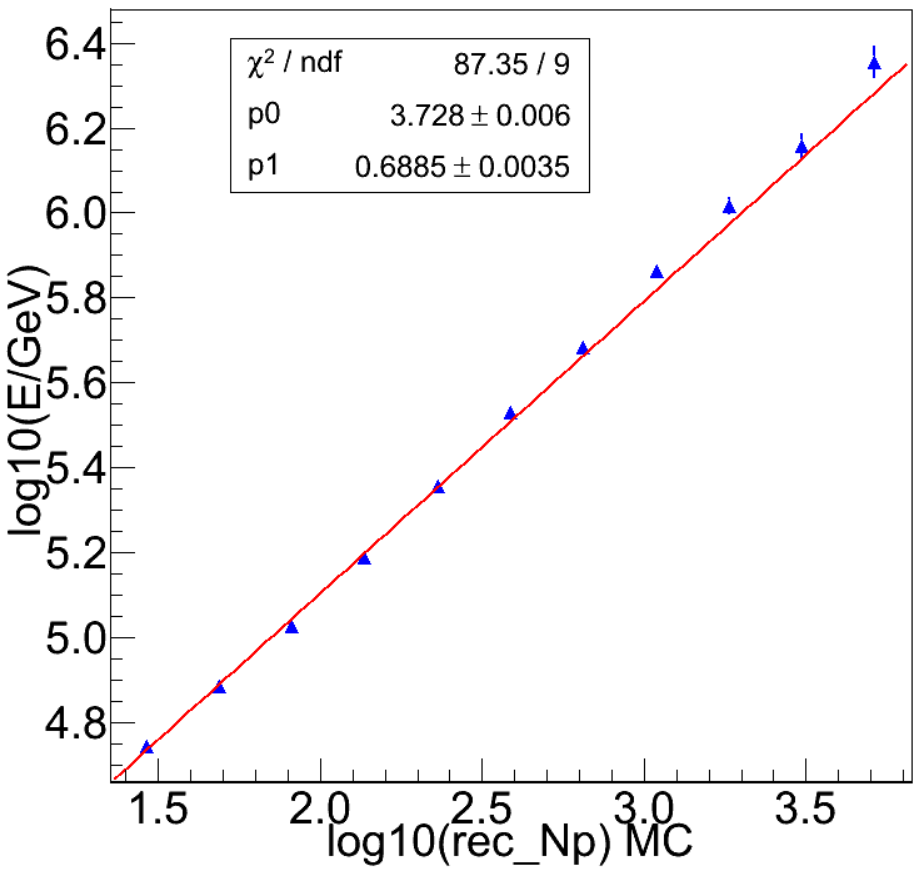 χ² / ndf 87.35 / 9
p0 3.728 ± 0.006
p1 0.6885 ± 0.0035
log10(E/GeV)
6.4
6.2
6.0
5.8
5.6
5.4
5.2
5.0
4.8
1.5 2.0 2.5 3.0 3.5
log10(rec_Np) MC